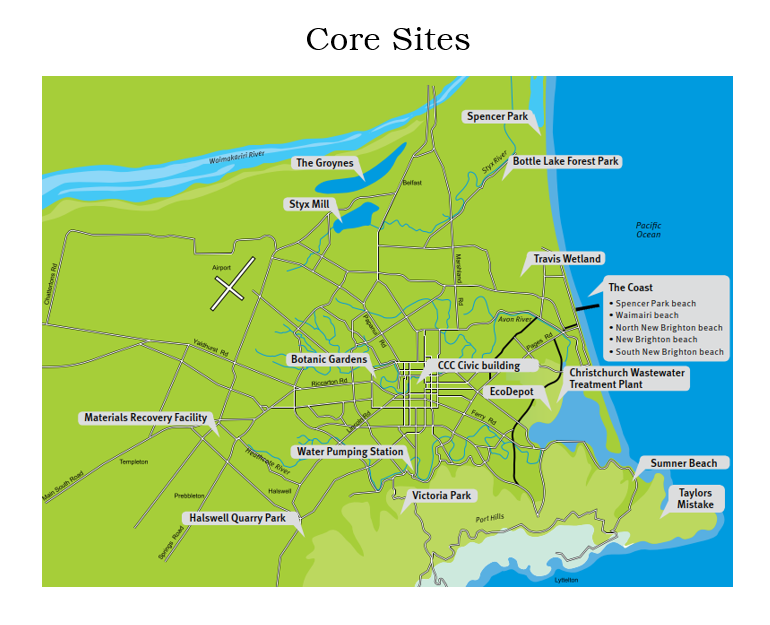 Core Sites
Spencer Park
Waimakariri River
The Groynes
Styx River
Bottle Lake Forest Park
Belfast
Styx Mill
Pacific
Ocean
Travis Wetland
Airport
Chattertons Rd
Marshland Rd
The Coast
• Spencer Park beach
• Waimairi beach
• North New Brighton beach
• New Brighton beach
• South New Brighton beach
Avon River
Papanui Rd
Pages Rd
Yaldhurst Rd
Botanic Gardens
CCC Civic building
Christchurch Wastewater
Treatment Plant
Riccarton Rd
EcoDepot
Materials Recovery Facility
Lincoln Rd
Ferry Rd
Water Pumping Station
Heathcote River
Templeton
Sumner Beach
Main South Road
Prebbleton
Halswell
Victoria Park
Taylors
Mistake
Halswell Quarry Park
Port Hills
Springs Road
Lyttelton